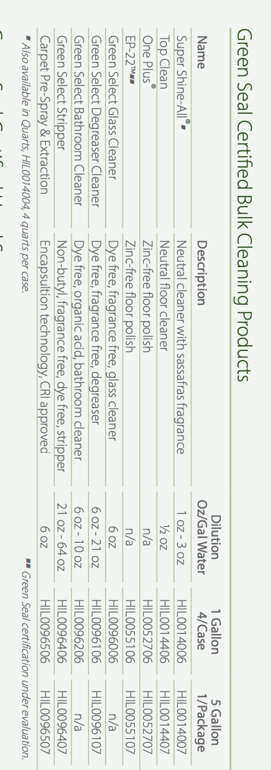 Green Seal Certified Bulk Cleaning Products
Name Description Dilution Oz/Gal Water 1 Gallon 4/Case 5 Gallon 1/Package
Super Shine-All®* Neutral cleaner with sassafras fragrance 1 oz - 3 oz HIL0014006 HIL0014007
Top Clean Neutral floor cleaner ½ oz HIL0014406 HIL0014407
One Plus® Zinc-free floor polish n/a HIL0052706 HIL0052707
EP-22™** Zinc-free floor polish n/a HIL0055106 HIL0055107
Green Select Glass Cleaner Dye free, fragrance free, glass cleaner 6 oz HIL0096006 n/a
Green Select Degreaser Cleaner Dye free, fragrance free, degreaser 6 oz - 21 oz HIL0096106 HIL0096107
Green Select Bathroom Cleaner Dye free, organic acid, bathroom cleaner 6 oz - 10 oz HIL0096206 n/a
Green Select Stripper Non-butyl, fragrance free, dye free, stripper 21 oz - 64 oz HIL0096406 HIL0096407
Carpet Pre-Spray & Extraction Encapsultion technology, CRI approved 6 oz HIL0096506 HIL0096507
* Also available in Quarts, HIL0014004, 4 quarts per case. ** Green Seal certification under evaluation.